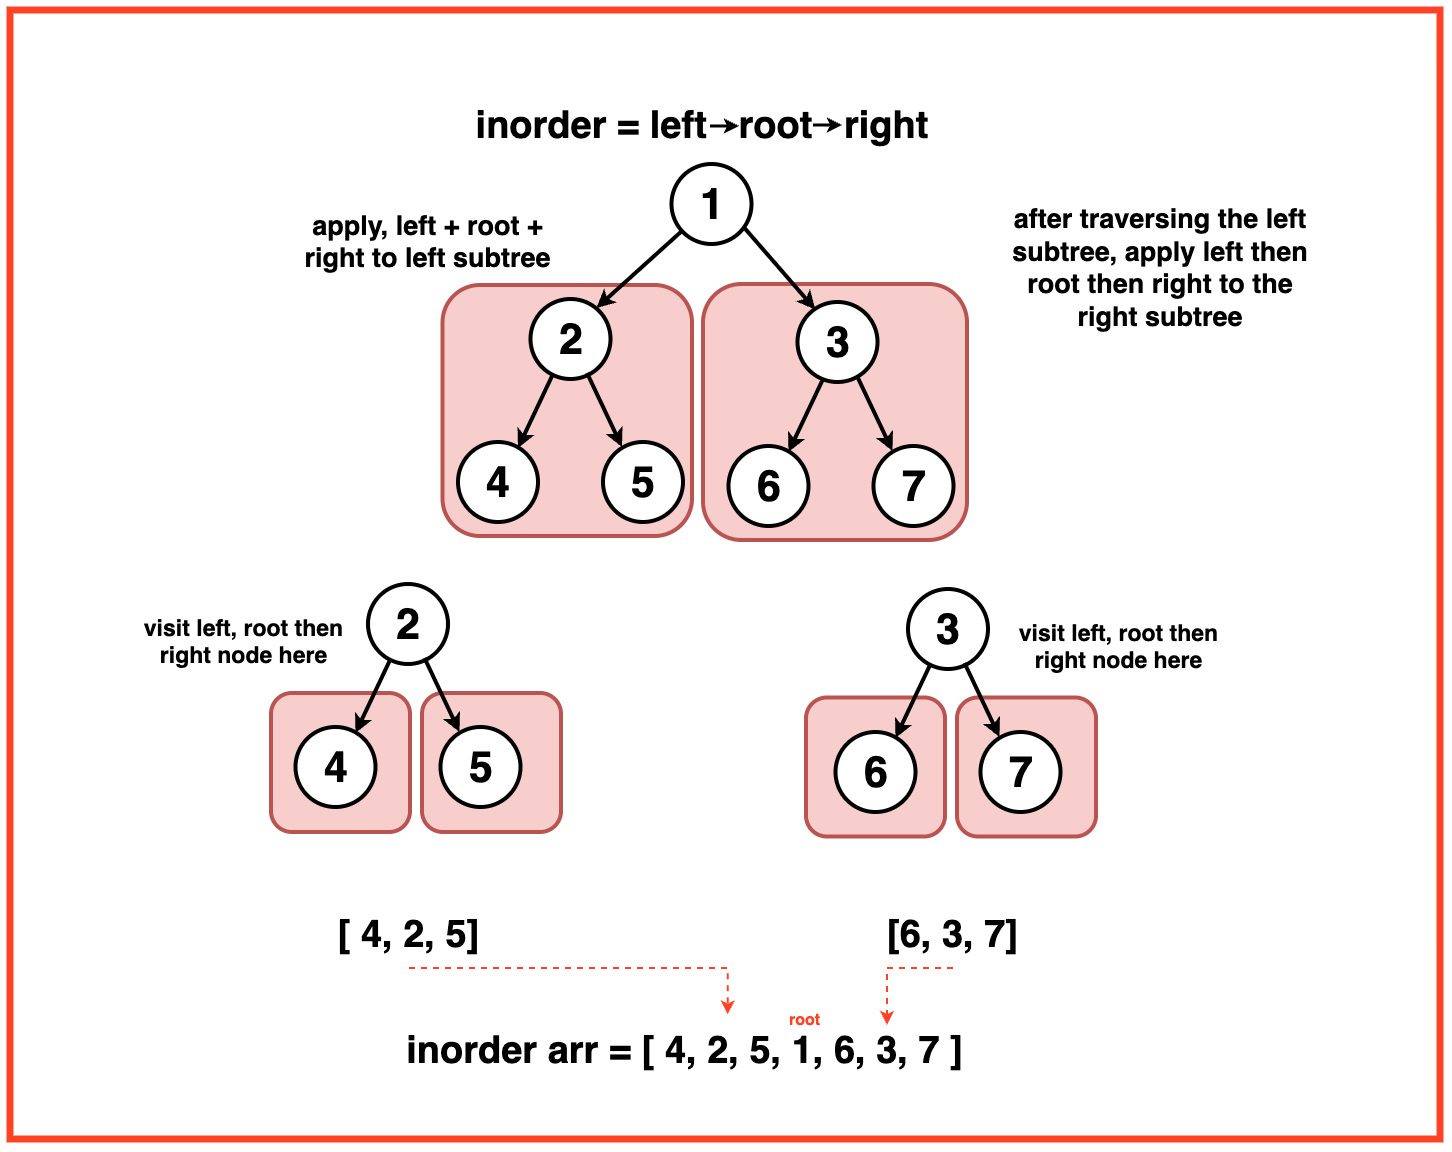 inorder = left→root→right
1
apply, left + root +
right to left subtree
after traversing the left
subtree, apply left then
root then right to the
right subtree
2
3
4
5
6
7
2
visit left, root then
right node here
3
visit left, root then
right node here
4
5
6
7
[ 4, 2, 5]
[6, 3, 7]
root
inorder arr = [ 4, 2, 5, 1, 6, 3, 7 ]